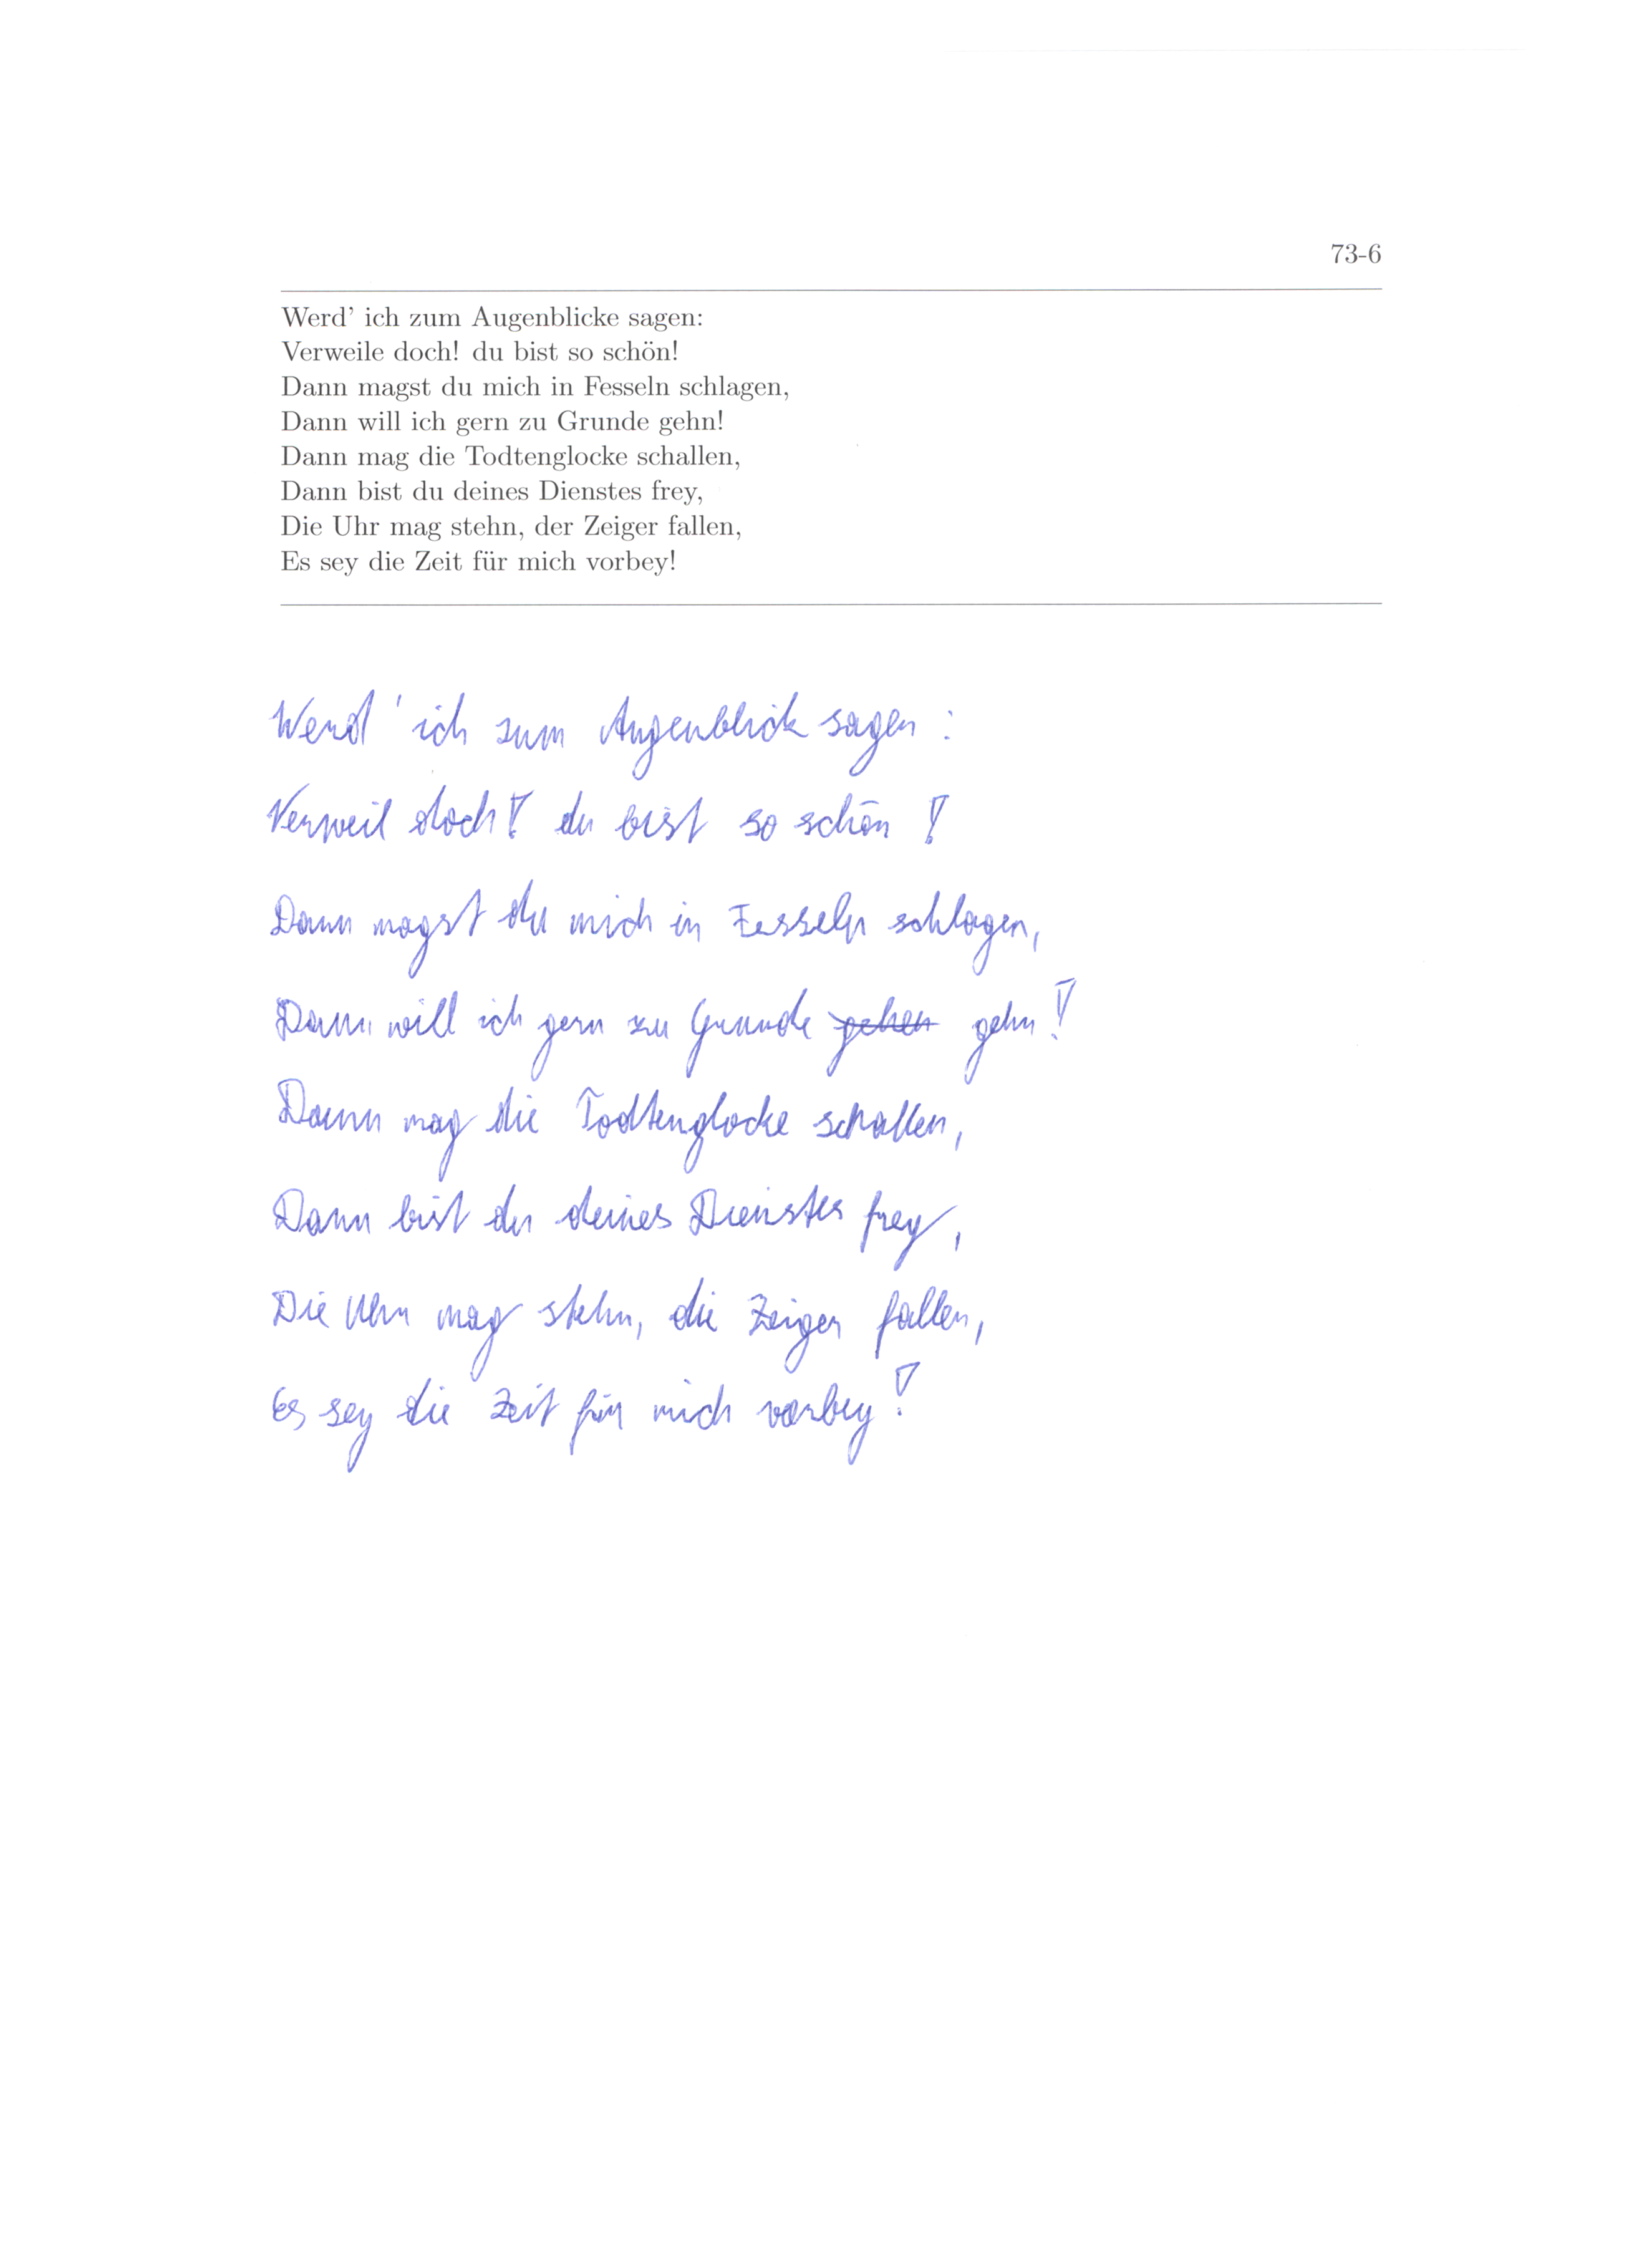 73-6
Werd' ich zum Augenblicke sagen:
Verweile doch! du bist so schön!
Dann magst du mich in Fesseln schlagen,
Dann will ich gern zu Grunde gehn!
Dann mag die Todtenglocke schallen,
Dann bist du deines Dienstes frey,
Die Uhr mag stehn, der Zeiger fallen,
Es sey die Zeit für mich vorbey!
Werd' ich zum Augenblick sagen:
Verweil doch! du bist so schön!
Dann magst du mich in Fesseln schlagen,
Dann will ich gern zu Grunde gehen gehn!
Dann mag die Todtenglocke schallen,
Dann bist du deines Dienstes frey,
Die Uhr mag stehn, die Zeiger fallen,
Es sey die Zeit für mich vorbey!